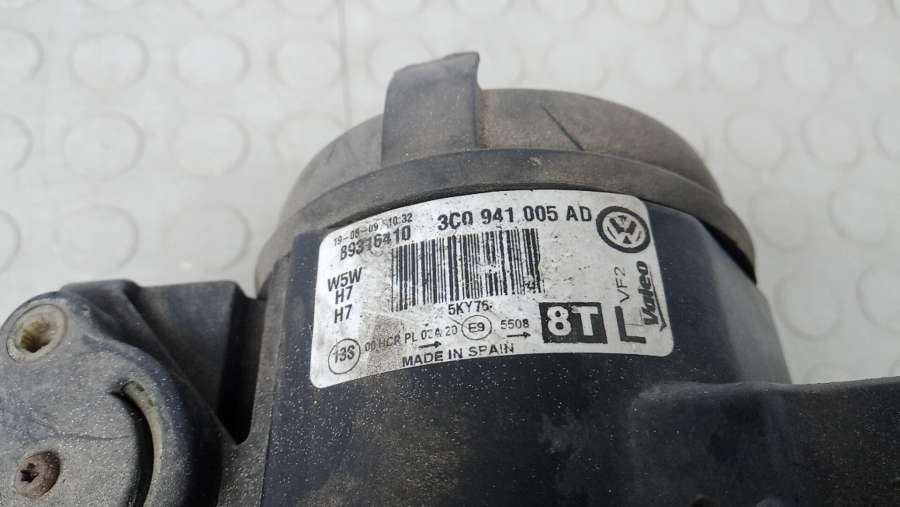 19-05-09 10:32
89316410 3C0 941 005 AD
W5W
H7
H7
5KY75
8T L
VF2
Valeo
13S 00 HCR PL 02A 20 E9 5508
MADE IN SPAIN